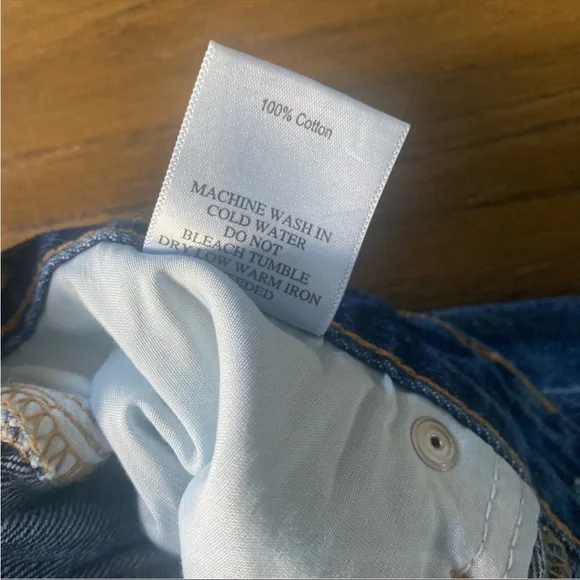 100% Cotton
MACHINE WASH IN
COLD WATER
DO NOT
BLEACH TUMBLE
DRY LOW WARM IRON